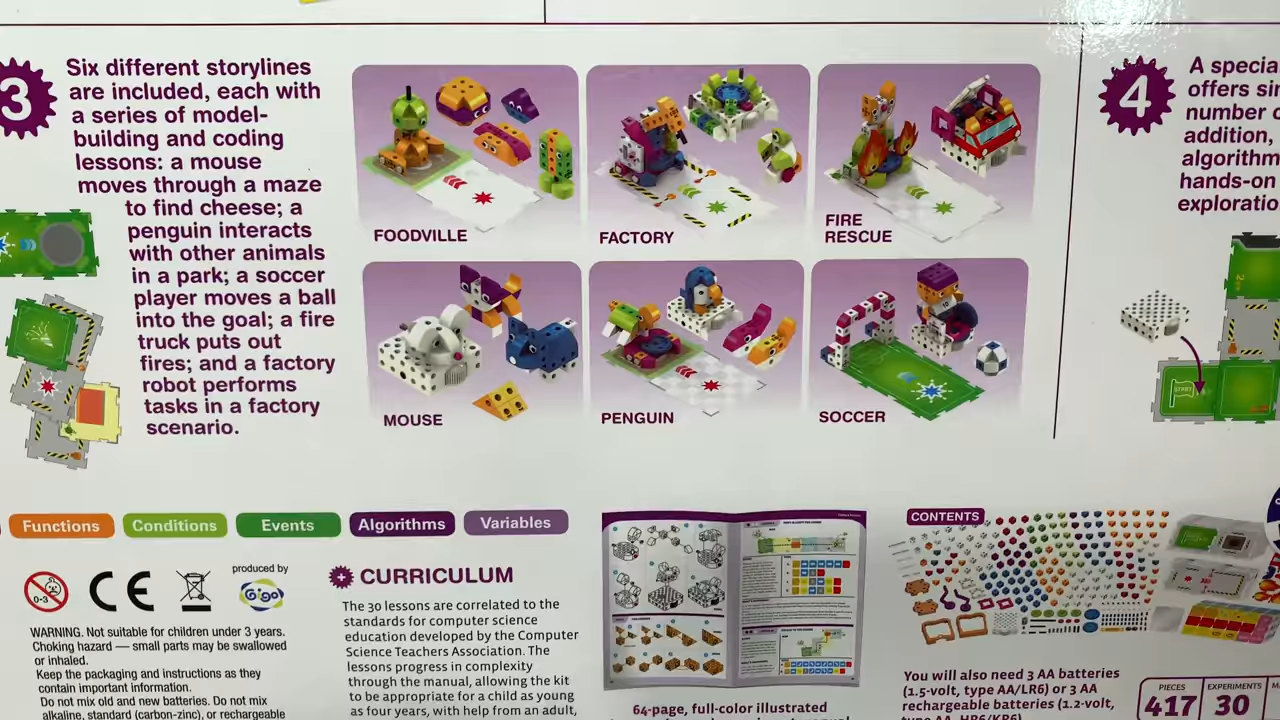 3
Six different storylines
are included, each with
a series of model-
building and coding
lessons: a mouse
moves through a maze
to find cheese; a
penguin interacts
with other animals
in a park; a soccer
player moves a ball
into the goal; a fire
truck puts out
fires; and a factory
robot performs
tasks in a factory
scenario.
FOODVILLE
FACTORY
FIRE
RESCUE
MOUSE
PENGUIN
SOCCER
4
A specia
offers
number
addition,
algorithm
hands-on
exploratio
START
Functions
Conditions
Events
Algorithms
Variables
0-3
CE
produced by
Gigo
WARNING. Not suitable for children under 3 years.
Choking hazard — small parts may be swallowed
or inhaled.
Keep the packaging and instructions as they
contain important information.
Do not mix old and new batteries. Do not mix
alkaline, standard (carbon-zinc), or rechargeable
CURRICULUM
The 30 lessons are correlated to the
standards for computer science
education developed by the Computer
Science Teachers Association. The
lessons progress in complexity
through the manual, allowing the kit
to be appropriate for a child as young
as four years, with help from an adult,
64-page, full-color illustrated
CONTENTS
You will also need 3 AA batteries
(1.5-volt, type AA/LR6) or 3 AA
rechargeable batteries (1.2-volt,
type AA, HR6/KR6).
PIECES
417
EXPERIMENTS
30